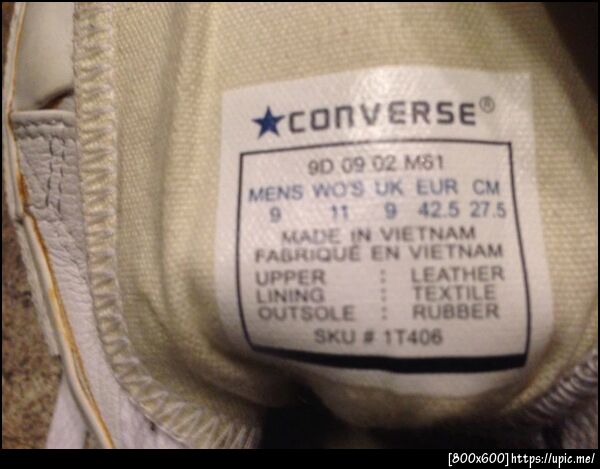 ★CONVERSE®
9D 09 02 M61
MENS WO'S UK EUR CM
9 11 9 42.5 27.5
MADE IN VIETNAM
FABRIQUÉ EN VIETNAM
UPPER : LEATHER
LINING : TEXTILE
OUTSOLE : RUBBER
SKU # 1T406
[800x600]https://upic.me/